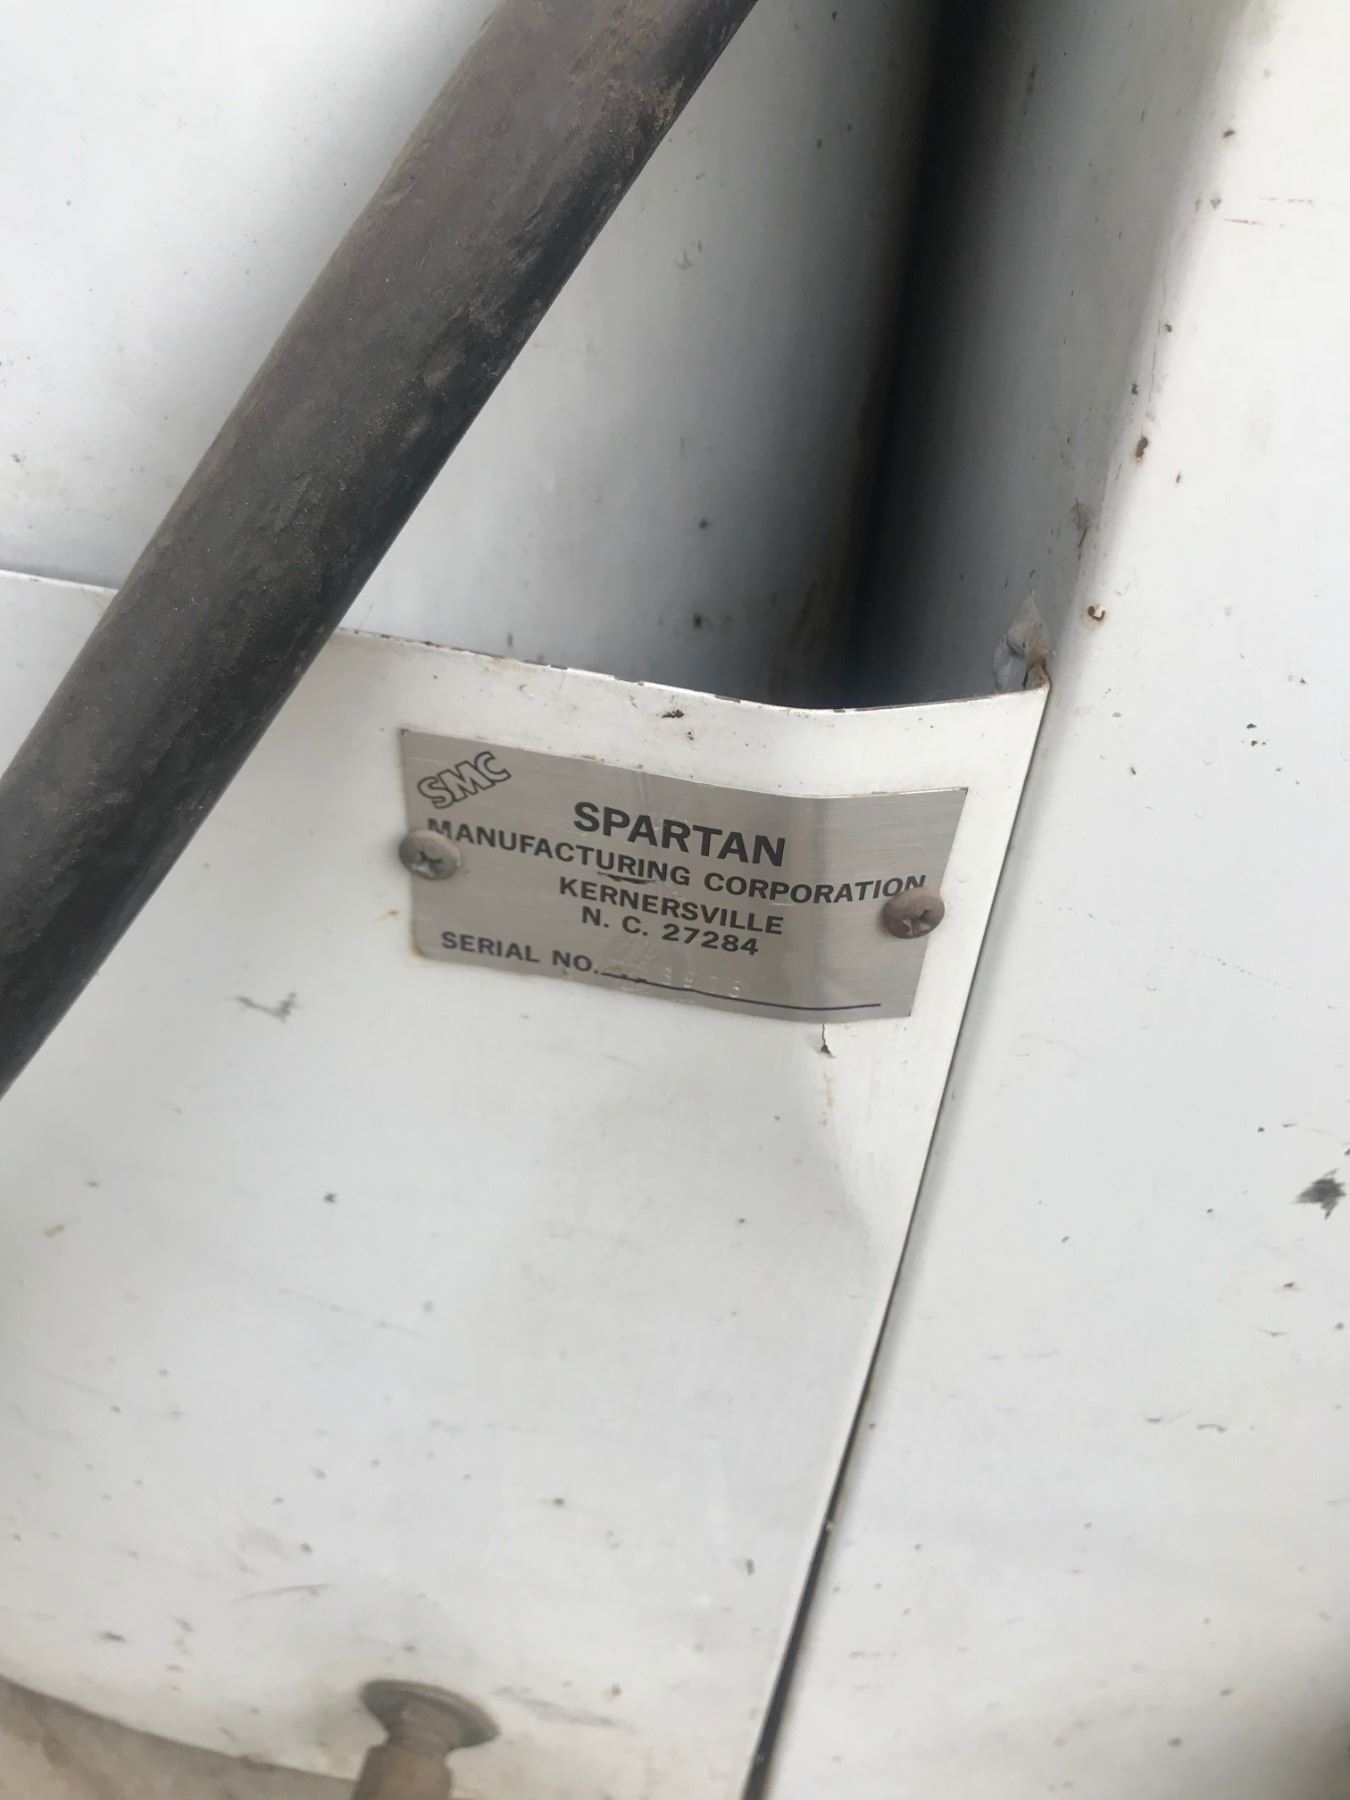 SMC
SPARTAN
MANUFACTURING CORPORATION
KERNERSVILLE
N. C. 27284
SERIAL NO.